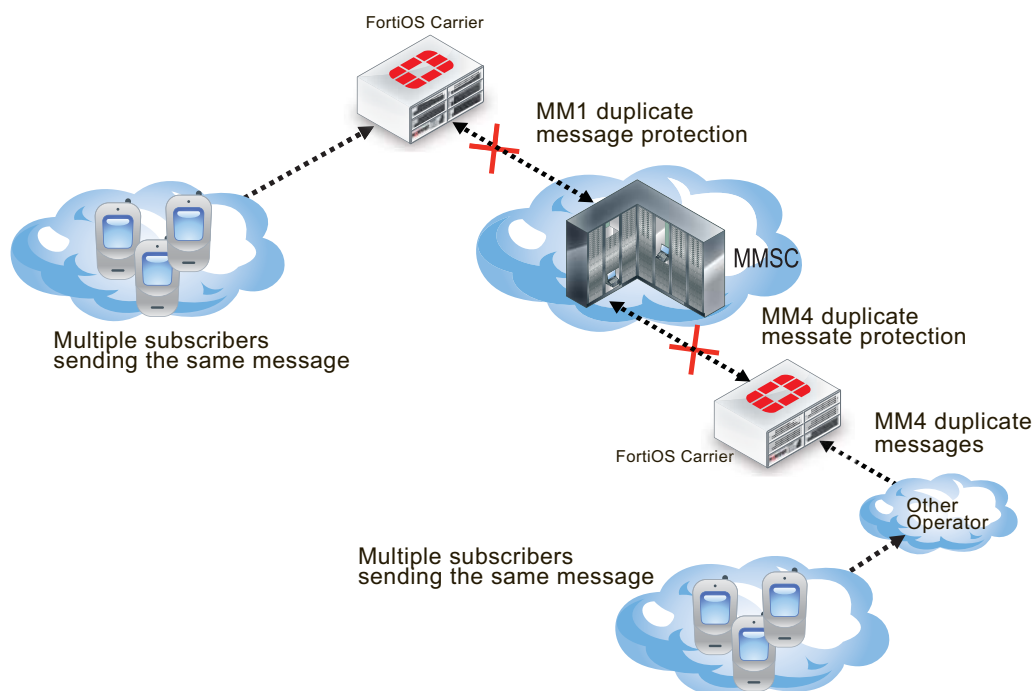 FortiOS Carrier
MM1 duplicate
message protection
MMSC
Multiple subscribers
sending the same message
MM4 duplicate
messate protection
MM4 duplicate
messages
FortiOS Carrier
Other
Operator
Multiple subscribers
sending the same message